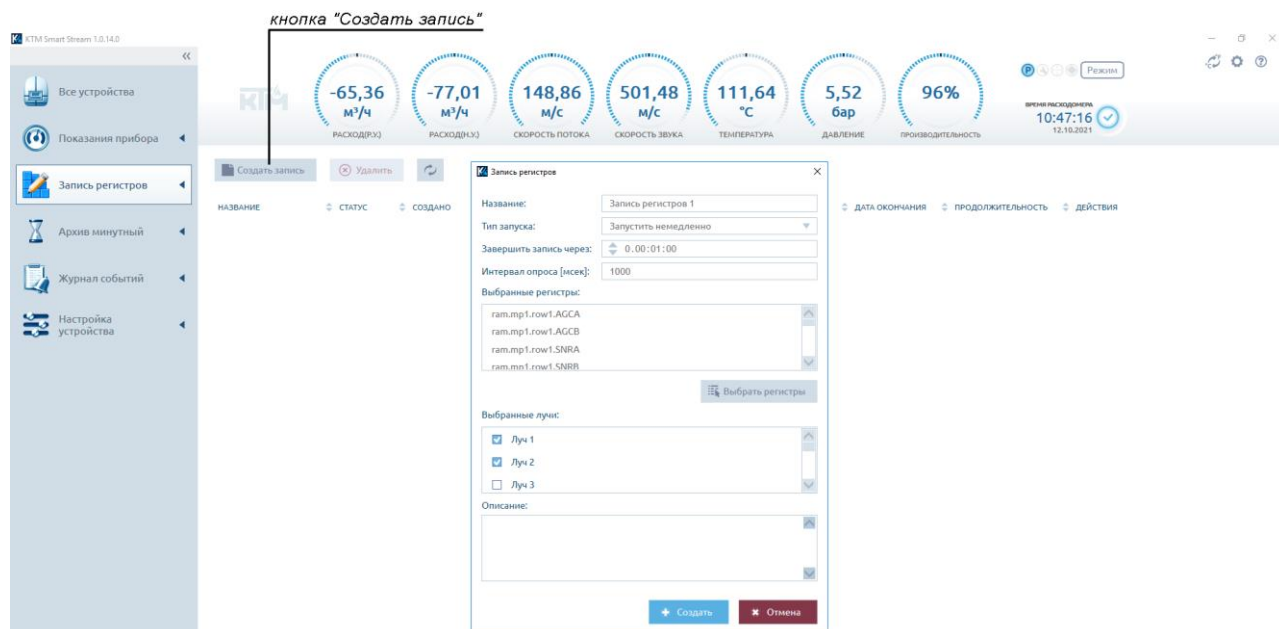 кнопка "Создать запись"
KTM Smart Stream 1.0.14.0
Все устройства
Показания прибора
Запись регистров
Архив минутный
Журнал событий
Настройка
устройства
КТМ
-65,36
м³/ч
РАСХОД(Р.У.)
-77,01
м³/ч
РАСХОД(Н.У.)
148,86
м/с
СКОРОСТЬ ПОТОКА
501,48
м/с
СКОРОСТЬ ЗВУКА
111,64
°C
ТЕМПЕРАТУРА
5,52
бар
ДАВЛЕНИЕ
96%
ПРОИЗВОДИТЕЛЬНОСТЬ
P Режим
ВРЕМЯ РАСХОДОМЕРА
10:47:16
12.10.2021
Создать запись Удалить
НАЗВАНИЕ СТАТУС СОЗДАНО ДАТА ОКОНЧАНИЯ ПРОДОЛЖИТЕЛЬНОСТЬ ДЕЙСТВИЯ
Запись регистров
Название: Запись регистров 1
Тип запуска: Запустить немедленно
Завершить запись через: 0.00:01:00
Интервал опроса [мсек]: 1000
Выбранные регистры:
ram.mp1.row1.AGCA
ram.mp1.row1.AGCB
ram.mp1.row1.SNRA
ram.mp1.row1.SNRB
Выбрать регистры
Выбранные лучи:
Луч 1
Луч 2
Луч 3
Описание:
Создать Отмена